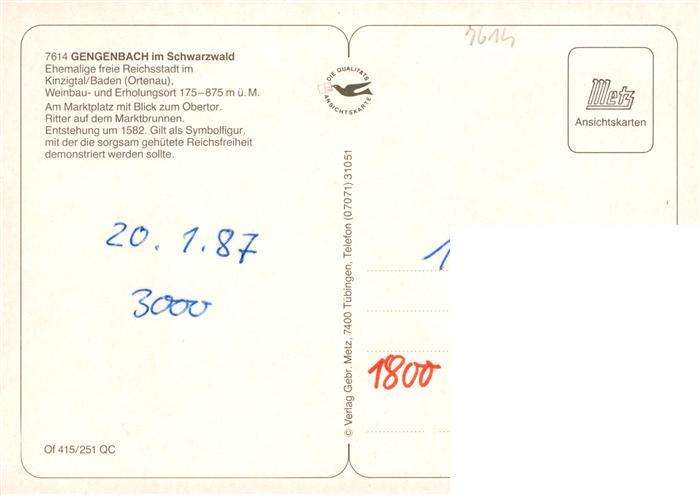 7614
7614 GENGENBACH im Schwarzwald
Ehemalige freie Reichsstadt im
Kinzigtal/Baden (Ortenau),
Weinbau- und Erholungsort 175–875 m ü. M.
Am Marktplatz mit Blick zum Obertor.
Ritter auf dem Marktbrunnen.
Entstehung um 1582. Gilt als Symbolfigur,
mit der die sorgsam gehütete Reichsfreiheit
demonstriert werden sollte.
DIE QUALITÄTS
ANSICHTSKARTE
Metz
Ansichtskarten
20. 1. 87
3000
© Verlag Gebr. Metz, 7400 Tübingen, Telefon (07071) 31051
1
1800
Of 415/251 QC